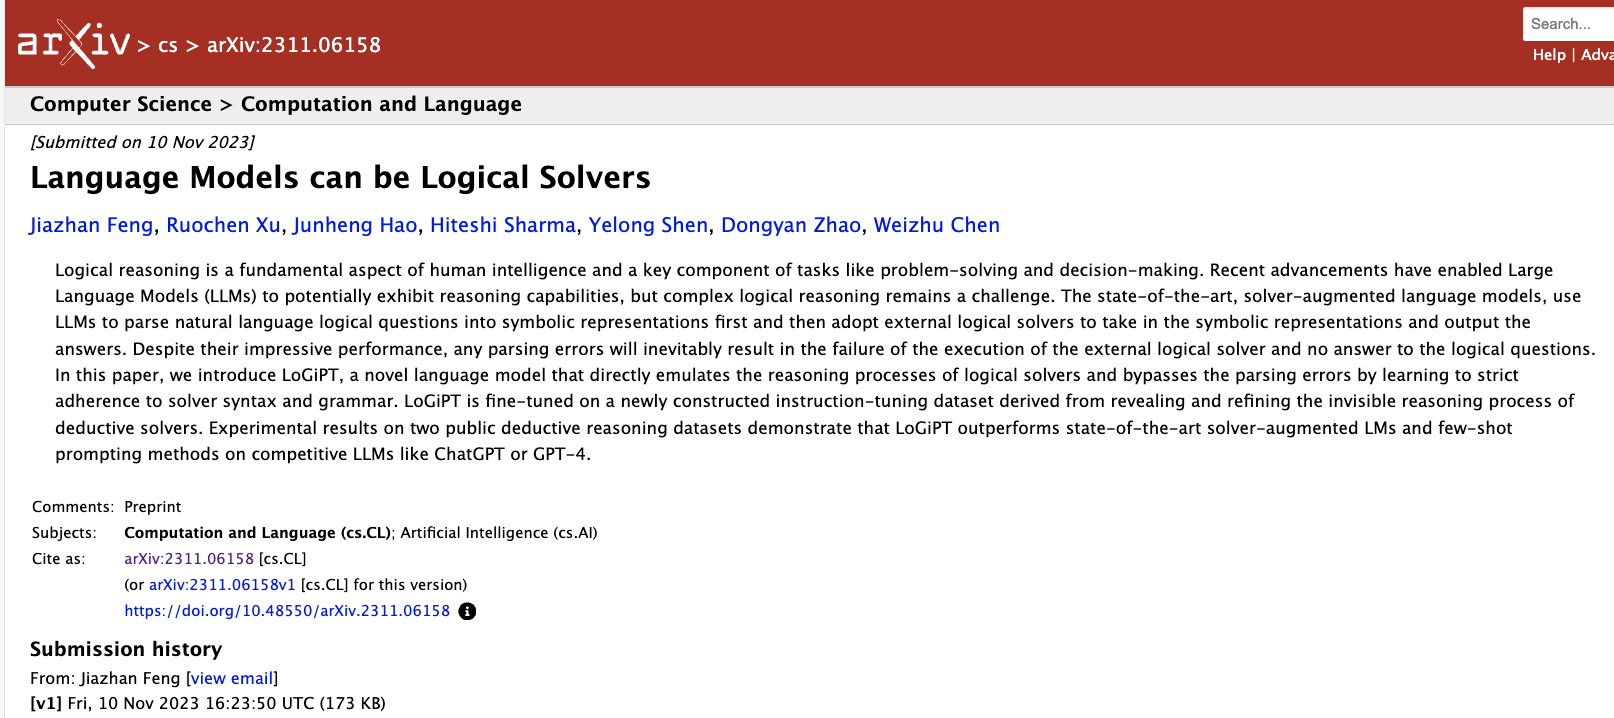 arXiv > cs > arXiv:2311.06158
Search...
Help | Adva
Computer Science > Computation and Language
[Submitted on 10 Nov 2023]
Language Models can be Logical Solvers
Jiazhan Feng, Ruochen Xu, Junheng Hao, Hiteshi Sharma, Yelong Shen, Dongyan Zhao, Weizhu Chen
Logical reasoning is a fundamental aspect of human intelligence and a key component of tasks like problem-solving and decision-making. Recent advancements have enabled Large
Language Models (LLMs) to potentially exhibit reasoning capabilities, but complex logical reasoning remains a challenge. The state-of-the-art, solver-augmented language models, use
LLMs to parse natural language logical questions into symbolic representations first and then adopt external logical solvers to take in the symbolic representations and output the
answers. Despite their impressive performance, any parsing errors will inevitably result in the failure of the execution of the external logical solver and no answer to the logical questions.
In this paper, we introduce LoGiPT, a novel language model that directly emulates the reasoning processes of logical solvers and bypasses the parsing errors by learning to strict
adherence to solver syntax and grammar. LoGiPT is fine-tuned on a newly constructed instruction-tuning dataset derived from revealing and refining the invisible reasoning process of
deductive solvers. Experimental results on two public deductive reasoning datasets demonstrate that LoGiPT outperforms state-of-the-art solver-augmented LMs and few-shot
prompting methods on competitive LLMs like ChatGPT or GPT-4.
Comments: Preprint
Subjects: Computation and Language (cs.CL); Artificial Intelligence (cs.AI)
Cite as: arXiv:2311.06158 [cs.CL]
(or arXiv:2311.06158v1 [cs.CL] for this version)
https://doi.org/10.48550/arXiv.2311.06158
Submission history
From: Jiazhan Feng [view email]
[v1] Fri, 10 Nov 2023 16:23:50 UTC (173 KB)